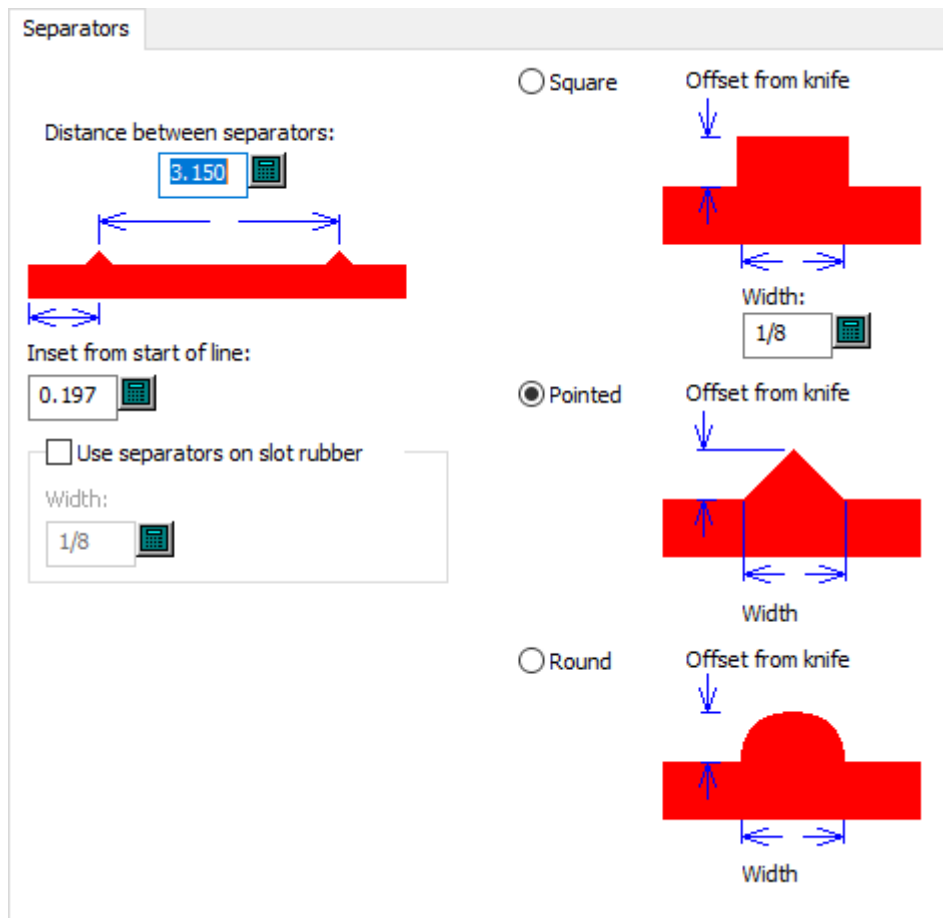 Separators
Distance between separators:
3.150
Inset from start of line:
0.197
Use separators on slot rubber
Width:
1/8
Square
Offset from knife
Width:
1/8
Pointed
Offset from knife
Width
Round
Offset from knife
Width